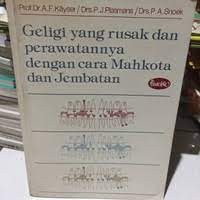 Prof.Dr.A.F.Käyser / Drs.P.J.Plasmans / Drs.P.A.Snoek
Geligi yang rusak dan
perawatannya
dengan cara Mahkota
dan Jembatan